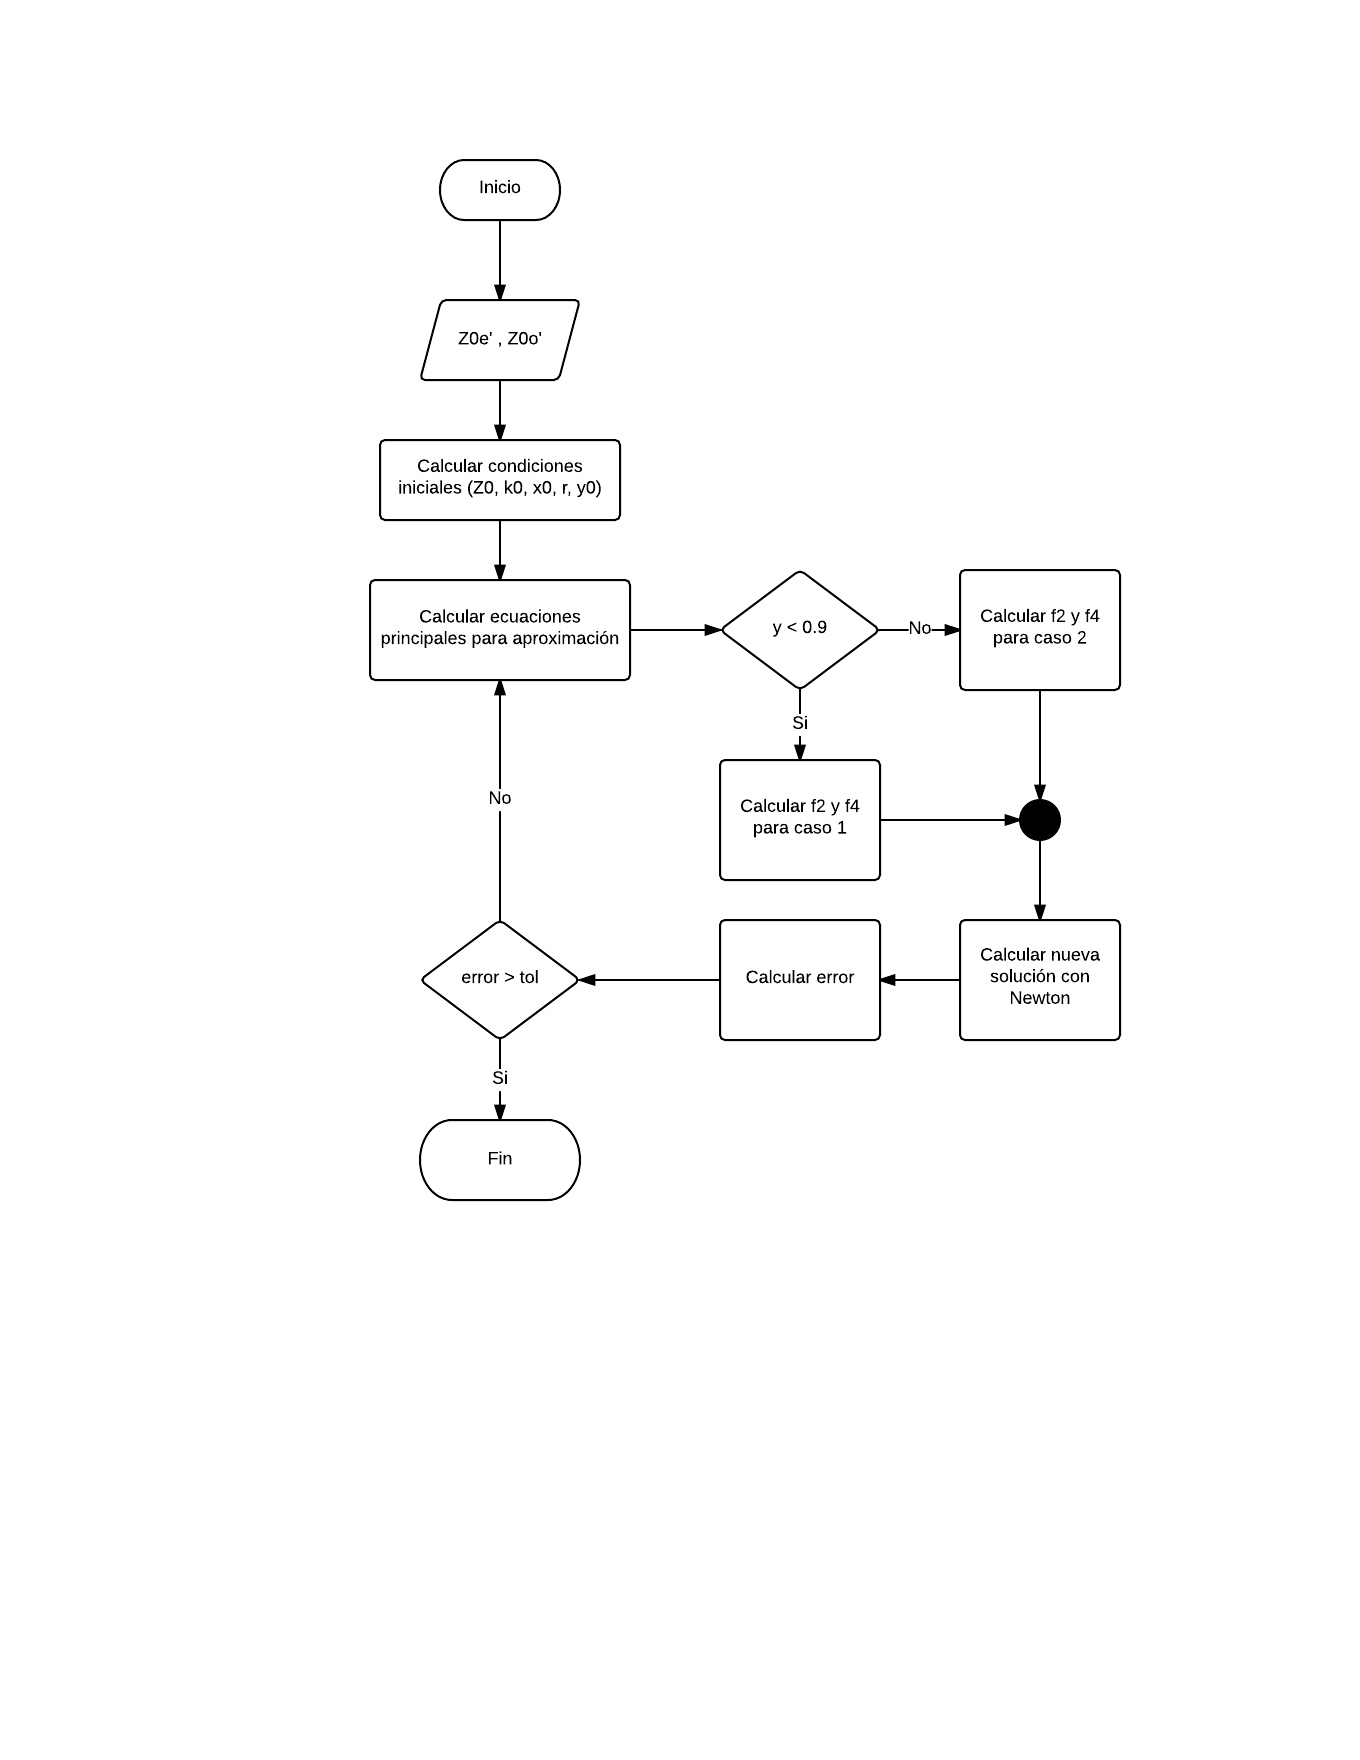 Inicio
Z0e' , Z0o'
Calcular condiciones
iniciales (Z0, k0, x0, r, y0)
Calcular ecuaciones
principales para aproximación
y < 0.9
No
Calcular f2 y f4
para caso 2
Si
Calcular f2 y f4
para caso 1
No
Calcular nueva
solución con
Newton
Calcular error
error > tol
Si
Fin